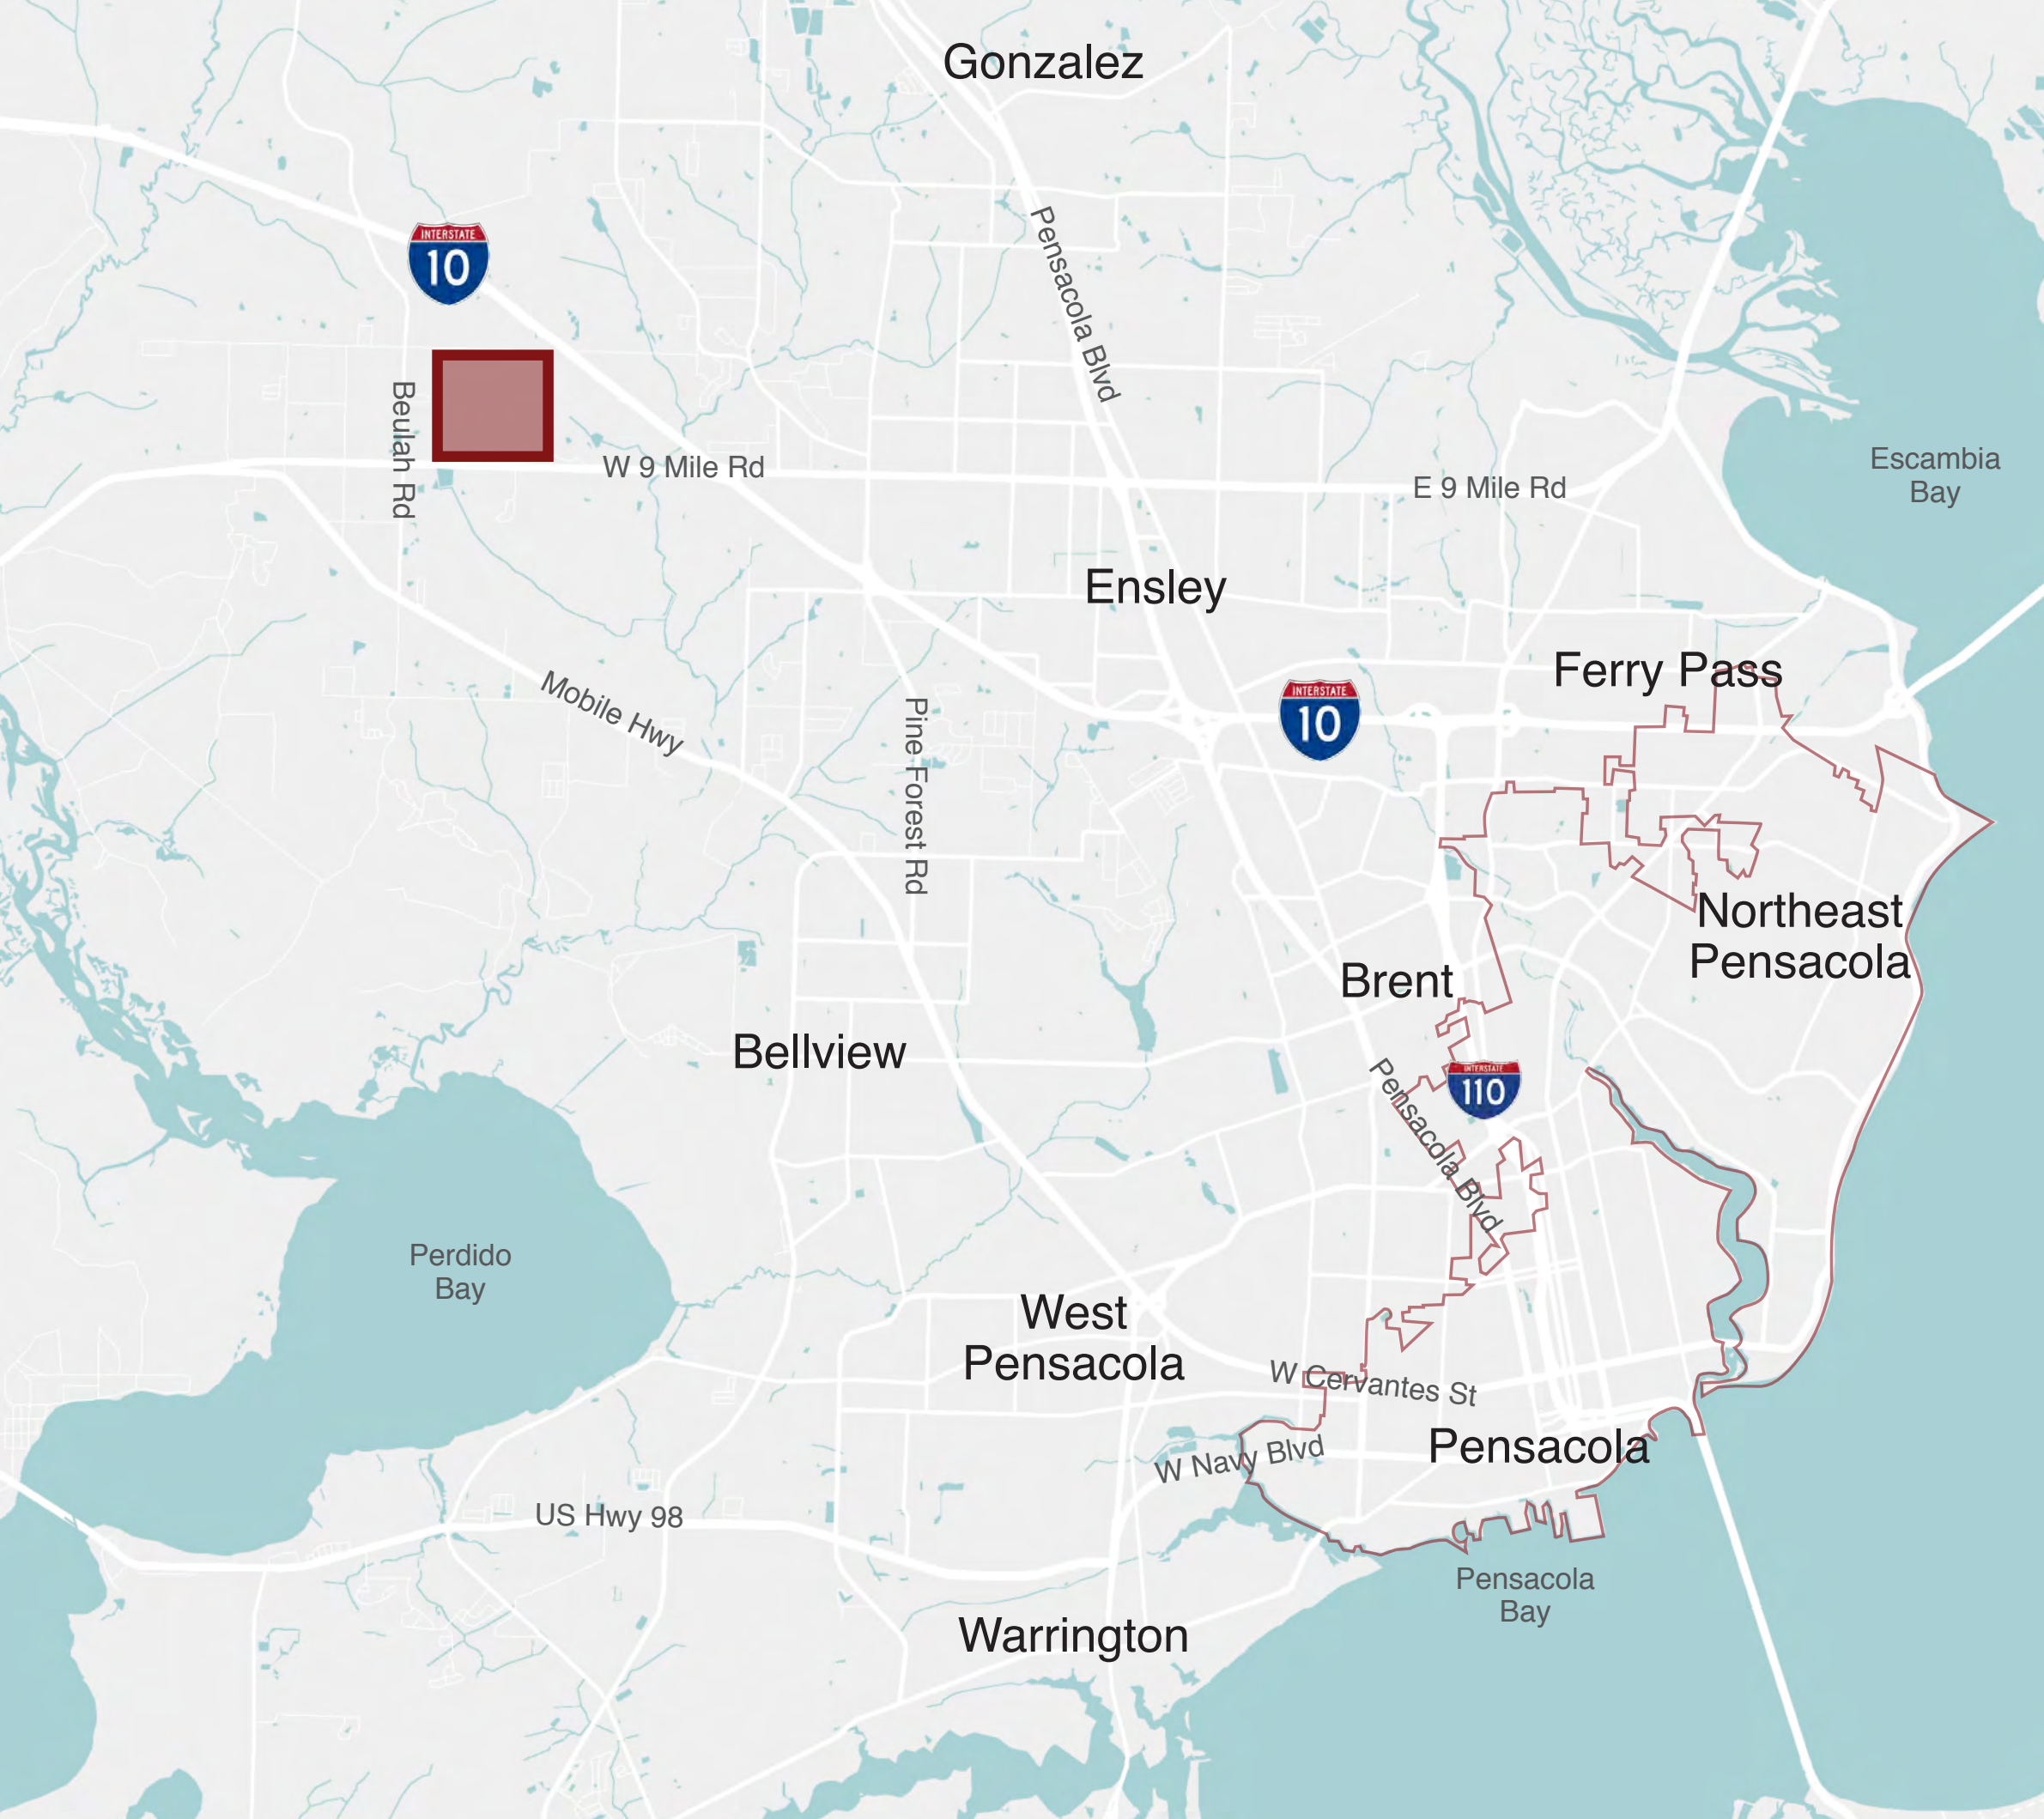 Gonzalez
Pensacola Blvd
INTERSTATE
10
Beulah Rd
W 9 Mile Rd
E 9 Mile Rd
Escambia
Bay
Ensley
Ferry Pass
Mobile Hwy
Pine Forest Rd
INTERSTATE
10
Northeast
Pensacola
Brent
Bellview
INTERSTATE
110
Pensacola Blvd
Perdido
Bay
West
Pensacola
W Cervantes St
W Navy Blvd
Pensacola
US Hwy 98
Pensacola
Bay
Warrington